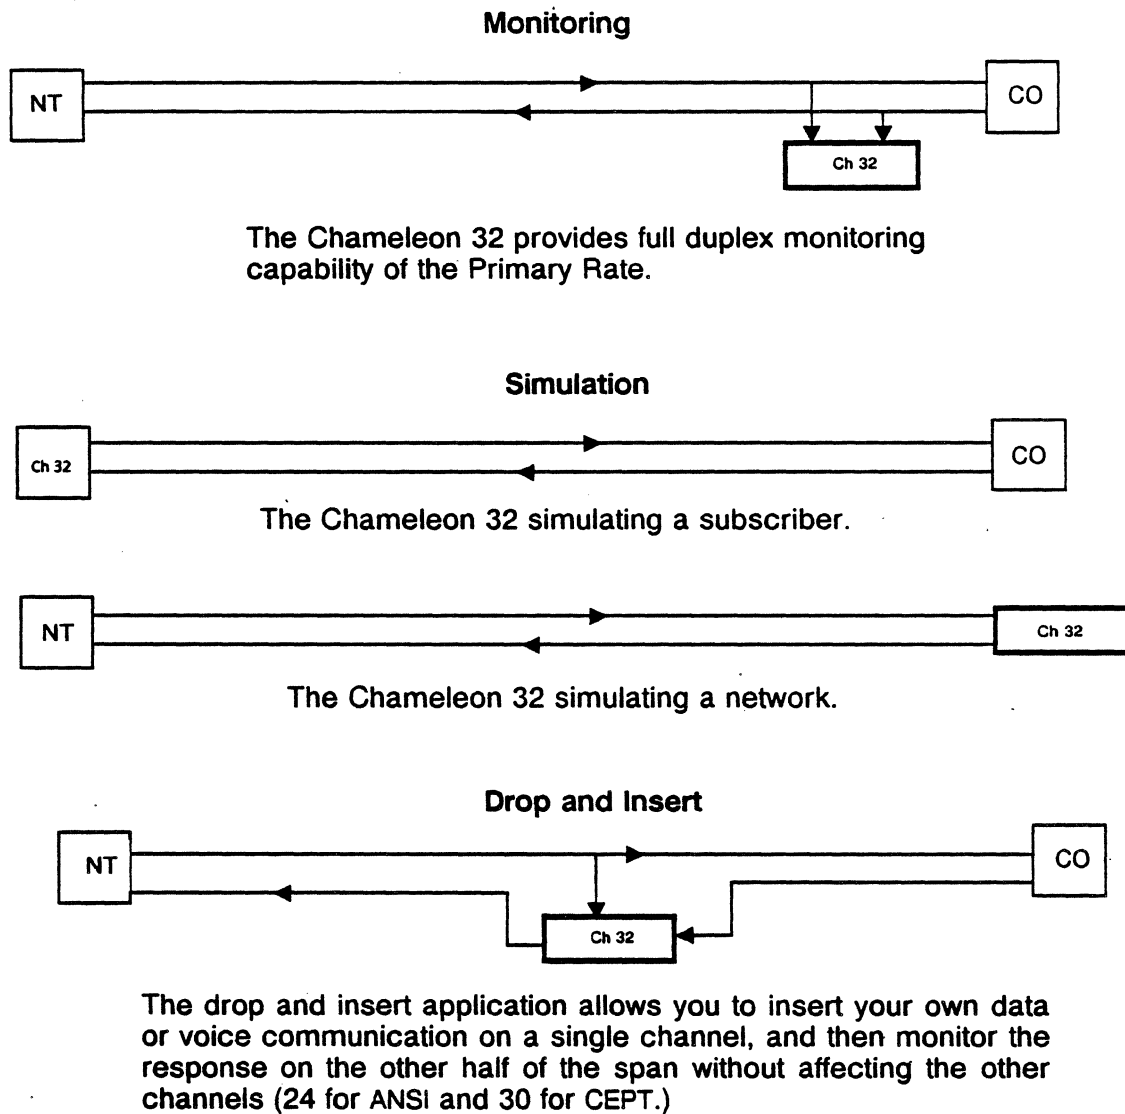 Monitoring
NT
CO
Ch 32
The Chameleon 32 provides full duplex monitoring
capability of the Primary Rate.
Simulation
Ch 32
CO
The Chameleon 32 simulating a subscriber.
NT
Ch 32
The Chameleon 32 simulating a network.
Drop and Insert
NT
CO
Ch 32
The drop and insert application allows you to insert your own data
or voice communication on a single channel, and then monitor the
response on the other half of the span without affecting the other
channels (24 for ANSI and 30 for CEPT.)